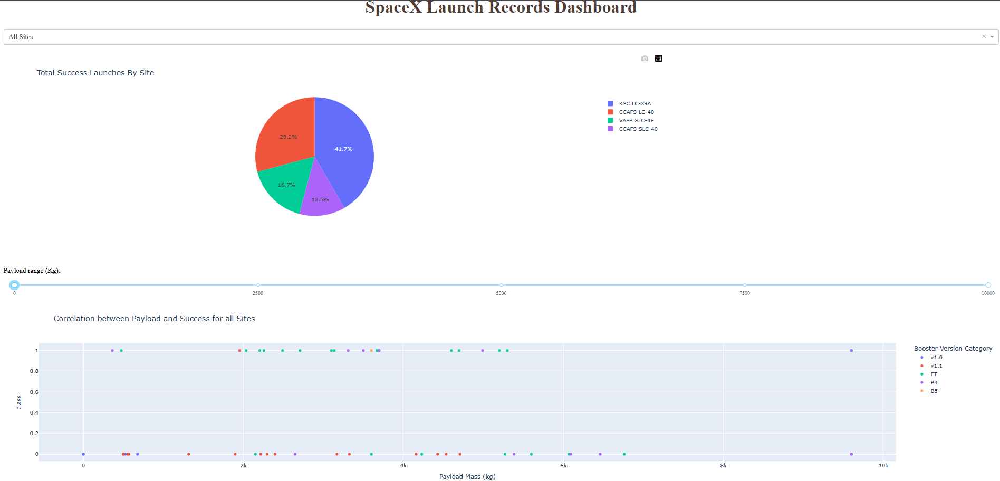 SpaceX Launch Records Dashboard
All Sites
Total Success Launches By Site
29.2%
41.7%
16.7%
12.5%
KSC LC-39A
CCAFS LC-40
VAFB SLC-4E
CCAFS SLC-40
Payload range (Kg):
0 2500 5000 7500 10000
Correlation between Payload and Success for all Sites
class
1
0.8
0.6
0.4
0.2
0
0 2k 4k 6k 8k 10k
Payload Mass (kg)
Booster Version Category
v1.0
v1.1
FT
B4
B5